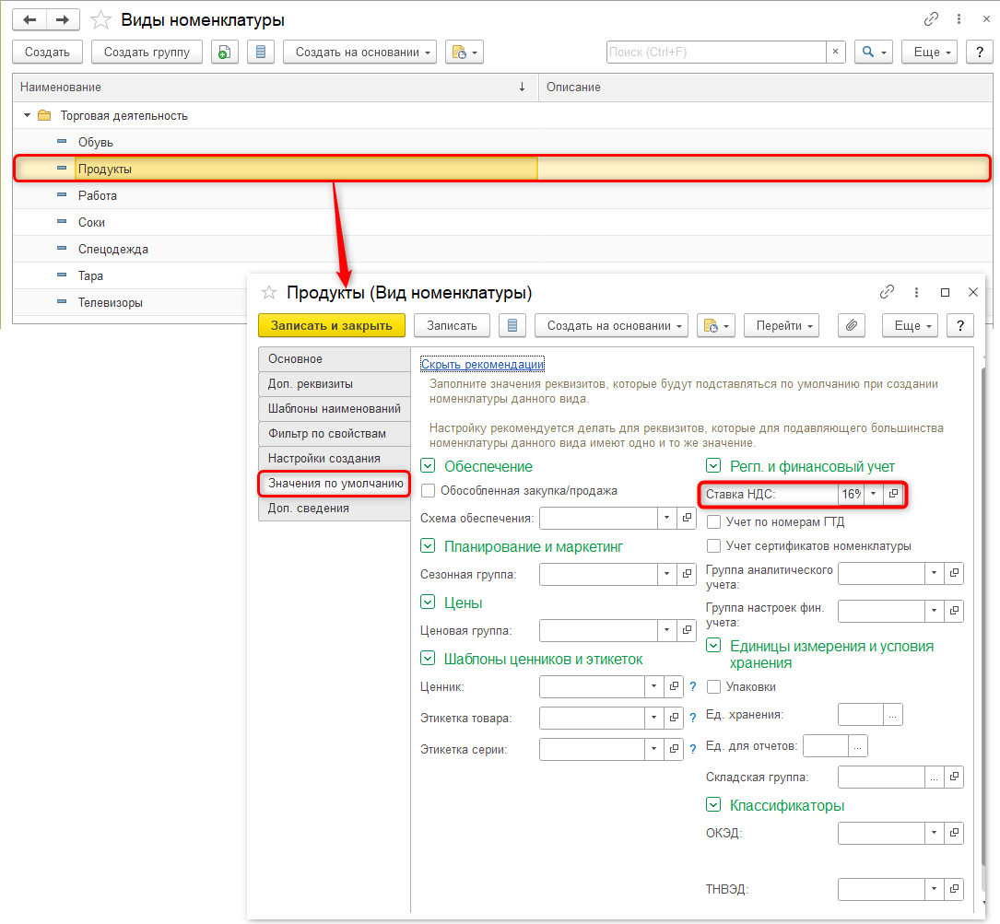 Виды номенклатуры
Создать
Создать группу
Создать на основании
Поиск (Ctrl+F)
×
Еще
?
Наименование
Описание
Торговая деятельность
Обувь
Продукты
Работа
Соки
Спецодежда
Тара
Телевизоры
Продукты (Вид номенклатуры)
Записать и закрыть
Записать
Создать на основании
Перейти
Еще
?
Основное
Доп. реквизиты
Шаблоны наименований
Фильтр по свойствам
Настройки создания
Значения по умолчанию
Доп. сведения
Скрыть рекомендации
Заполните значения реквизитов, которые будут подставляться по умолчанию при создании
номенклатуры данного вида.
Настройку рекомендуется делать для реквизитов, которые для подавляющего большинства
номенклатуры данного вида имеют одно и то же значение.
Обеспечение
Обособленная закупка/продажа
Схема обеспечения:
Планирование и маркетинг
Сезонная группа:
Цены
Ценовая группа:
Шаблоны ценников и этикеток
Ценник:
?
Этикетка товара:
?
Этикетка серии:
?
Регл. и финансовый учет
Ставка НДС:
16%
Учет по номерам ГТД
Учет сертификатов номенклатуры
Группа аналитического
учета:
Группа настроек фин.
учета:
Единицы измерения и условия
хранения
Упаковки
Ед. хранения:
...
Ед. для отчетов:
...
Складская группа:
...
Классификаторы
ОКЭД:
ТНВЭД: